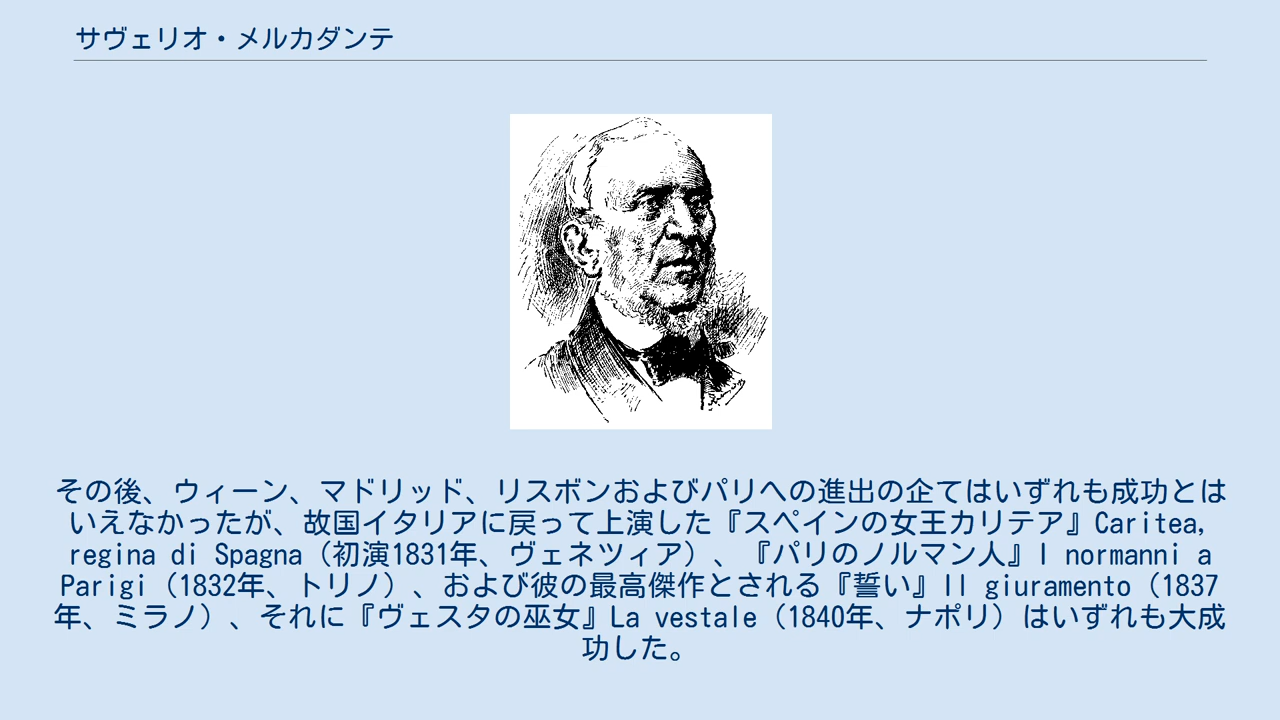 サヴェリオ・メルカダンテ
その後、ウィーン、マドリッド、リスボンおよびパリへの進出の企てはいずれも成功とは
いえなかったが、故国イタリアに戻って上演した『スペインの女王カリテア』Caritea,
regina di Spagna（初演1831年、ヴェネツィア）、『パリのノルマン人』I normanni a
Parigi（1832年、トリノ）、および彼の最高傑作とされる『誓い』Il giuramento（1837
年、ミラノ）、それに『ヴェスタの巫女』La vestale（1840年、ナポリ）はいずれも大成
功した。